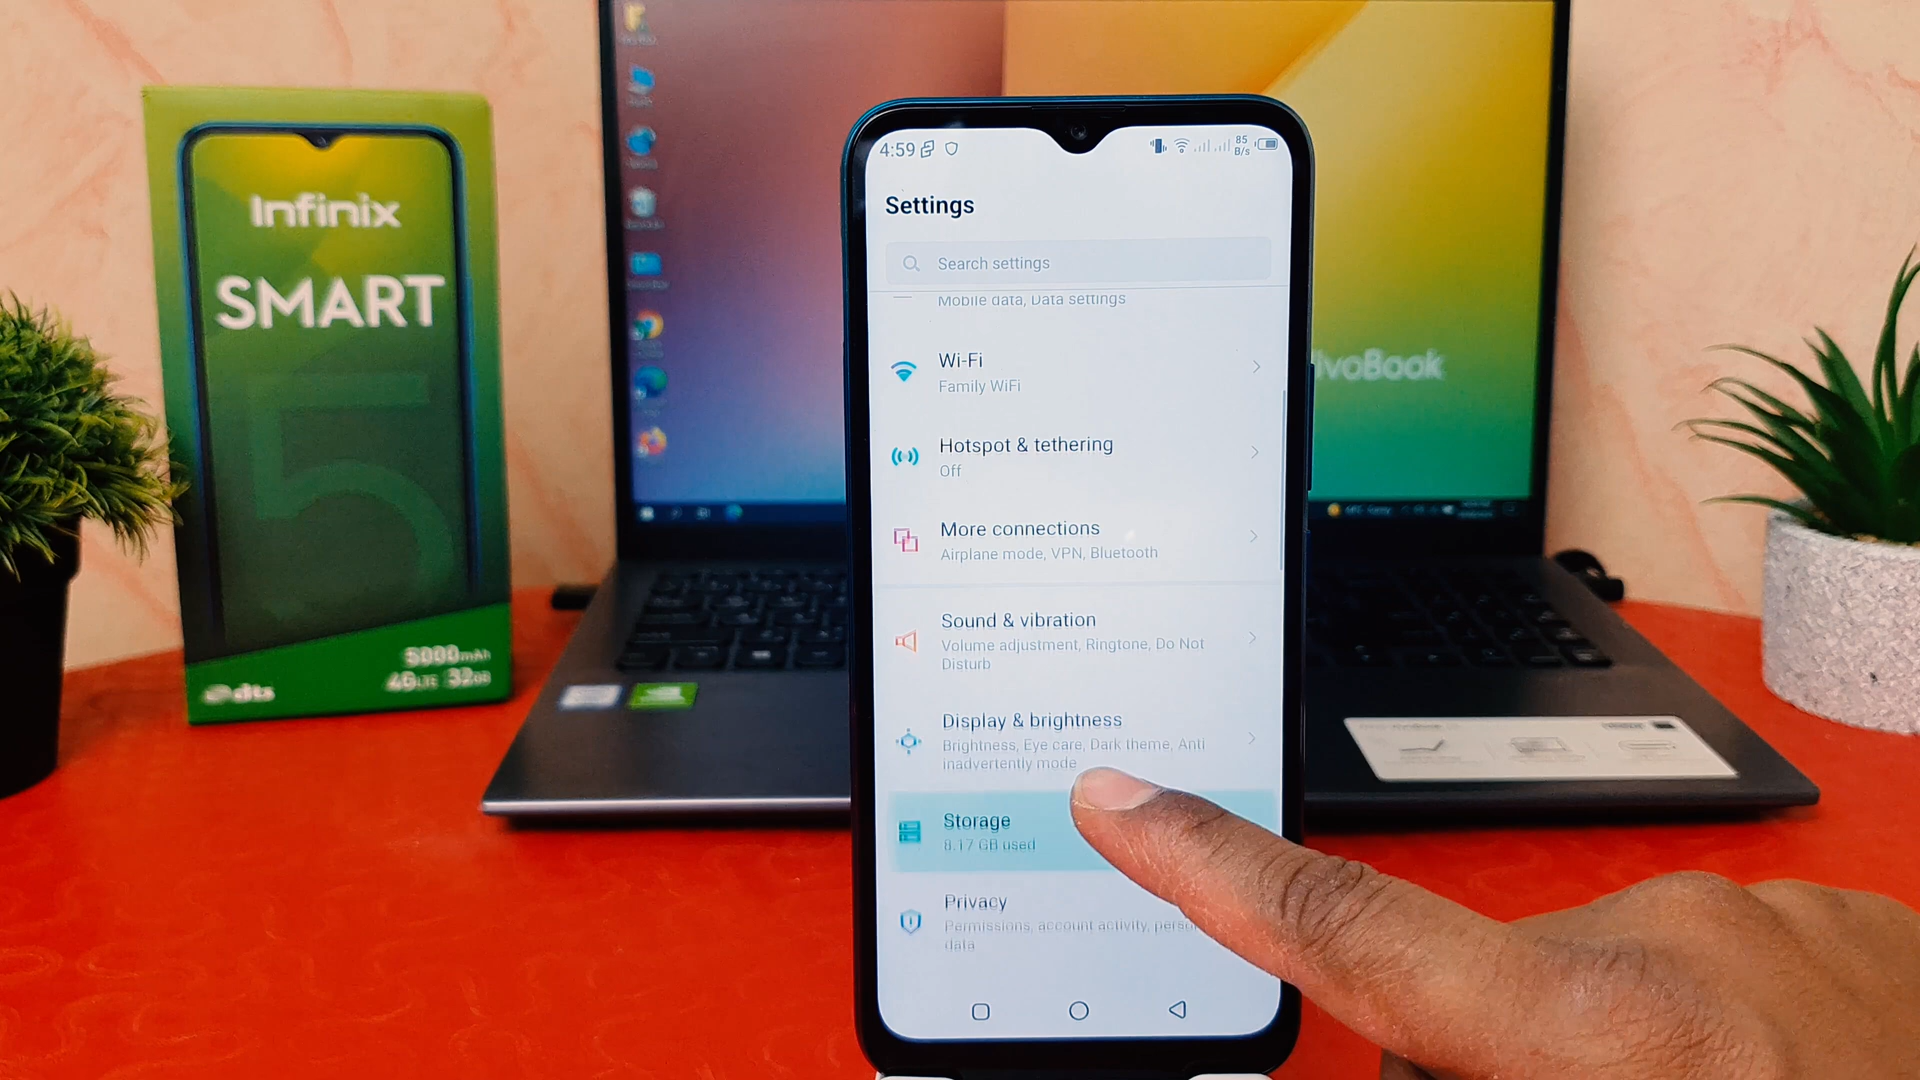 Infinix
SMART
5
5000mAh
4G LTE 32GB
dts
4:59
85
B/s
Settings
Search settings
Mobile data, Data settings
Wi-Fi
Family WiFi
Hotspot & tethering
Off
More connections
Airplane mode, VPN, Bluetooth
Sound & vibration
Volume adjustment, Ringtone, Do Not
Disturb
Display & brightness
Brightness, Eye care, Dark theme, Anti
inadvertently mode
Storage
8.17 GB used
Privacy
Permissions, account activity,
data
ivoBook